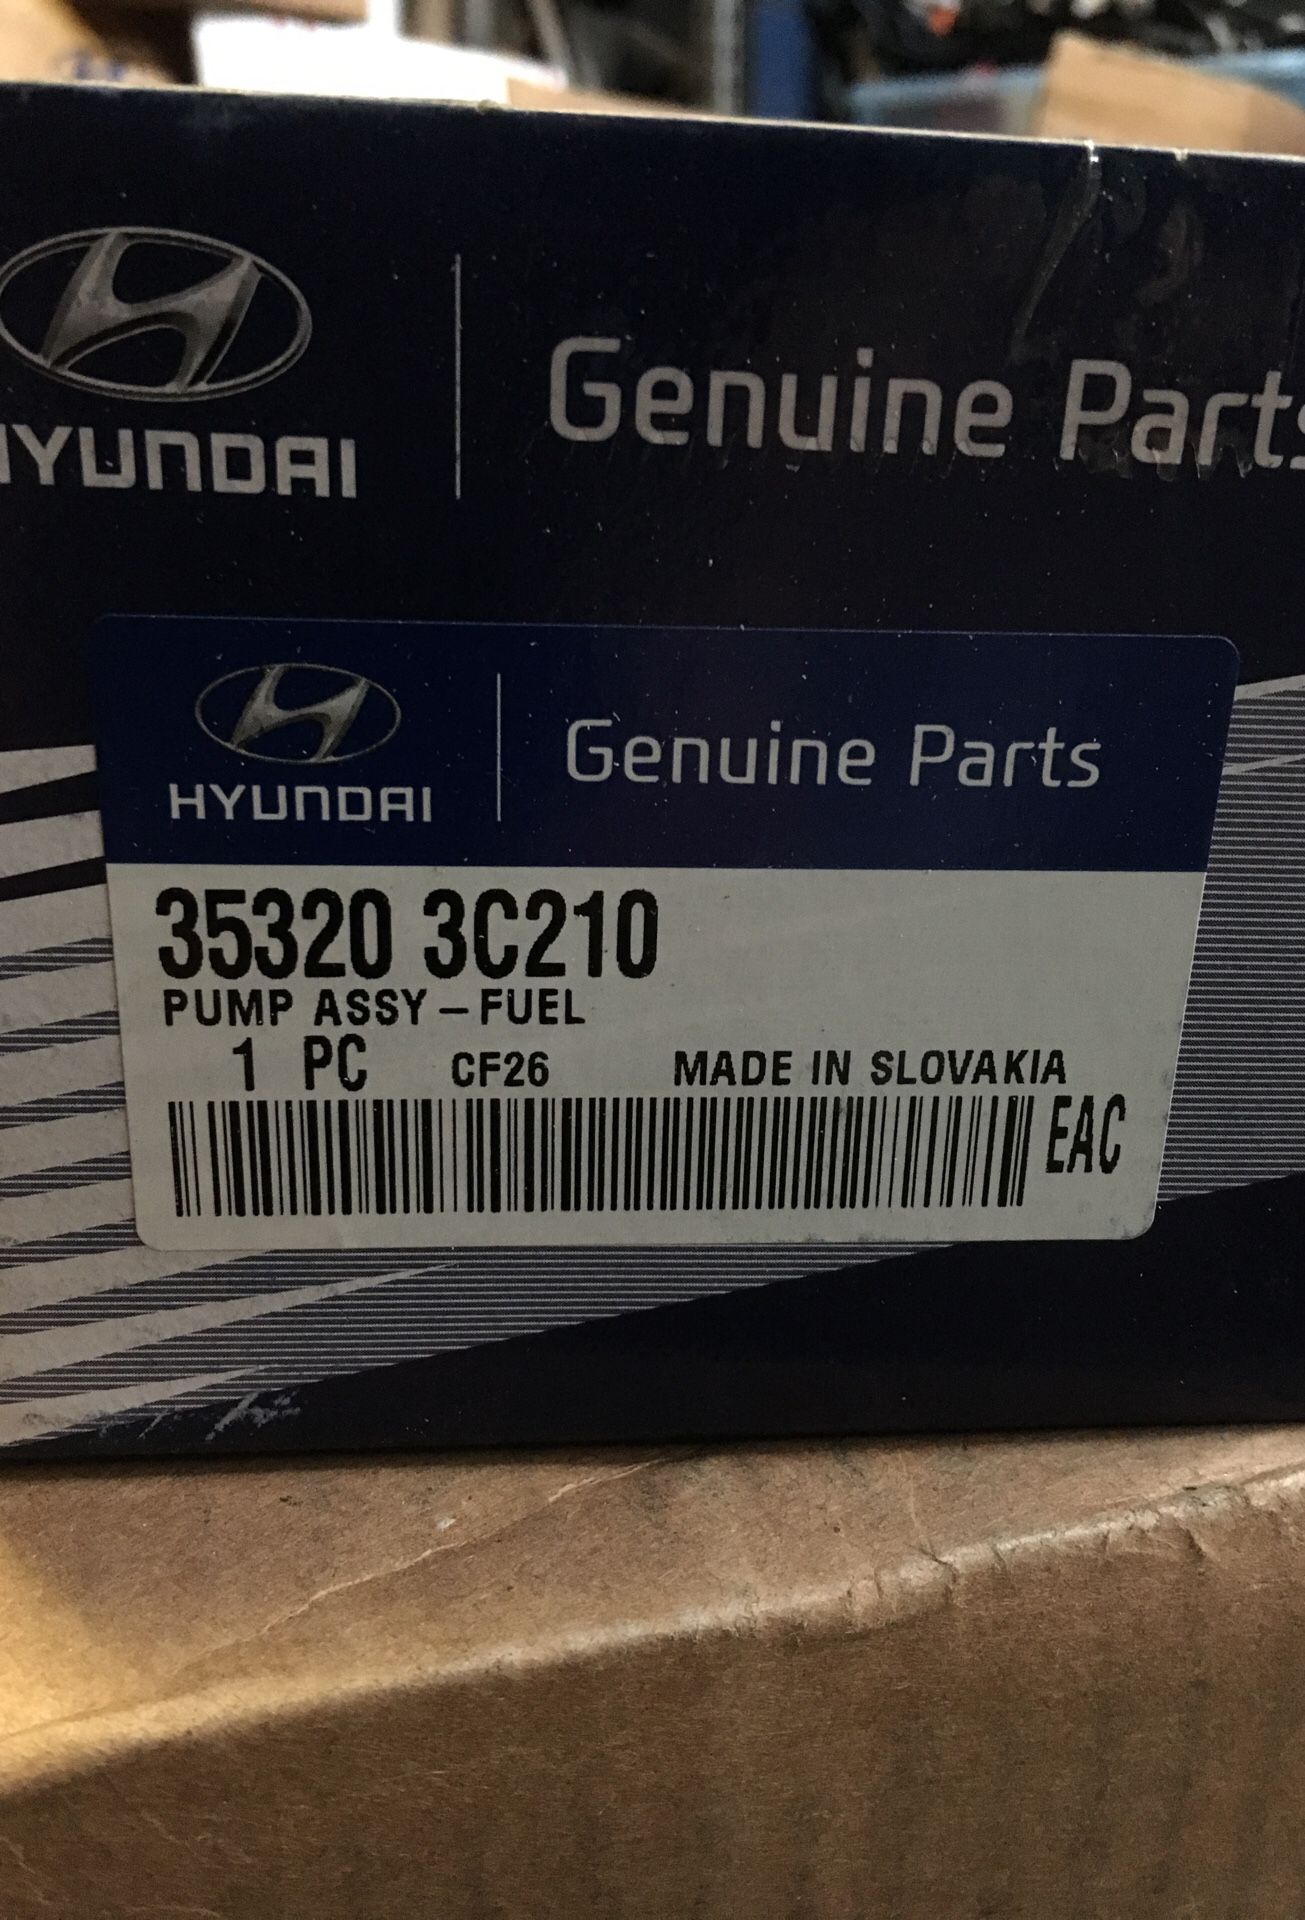 HYUNDAI
Genuine Parts
HYUNDAI
Genuine Parts
35320 3C210
PUMP ASSY – FUEL
1 PC CF26 MADE IN SLOVAKIA
EAC